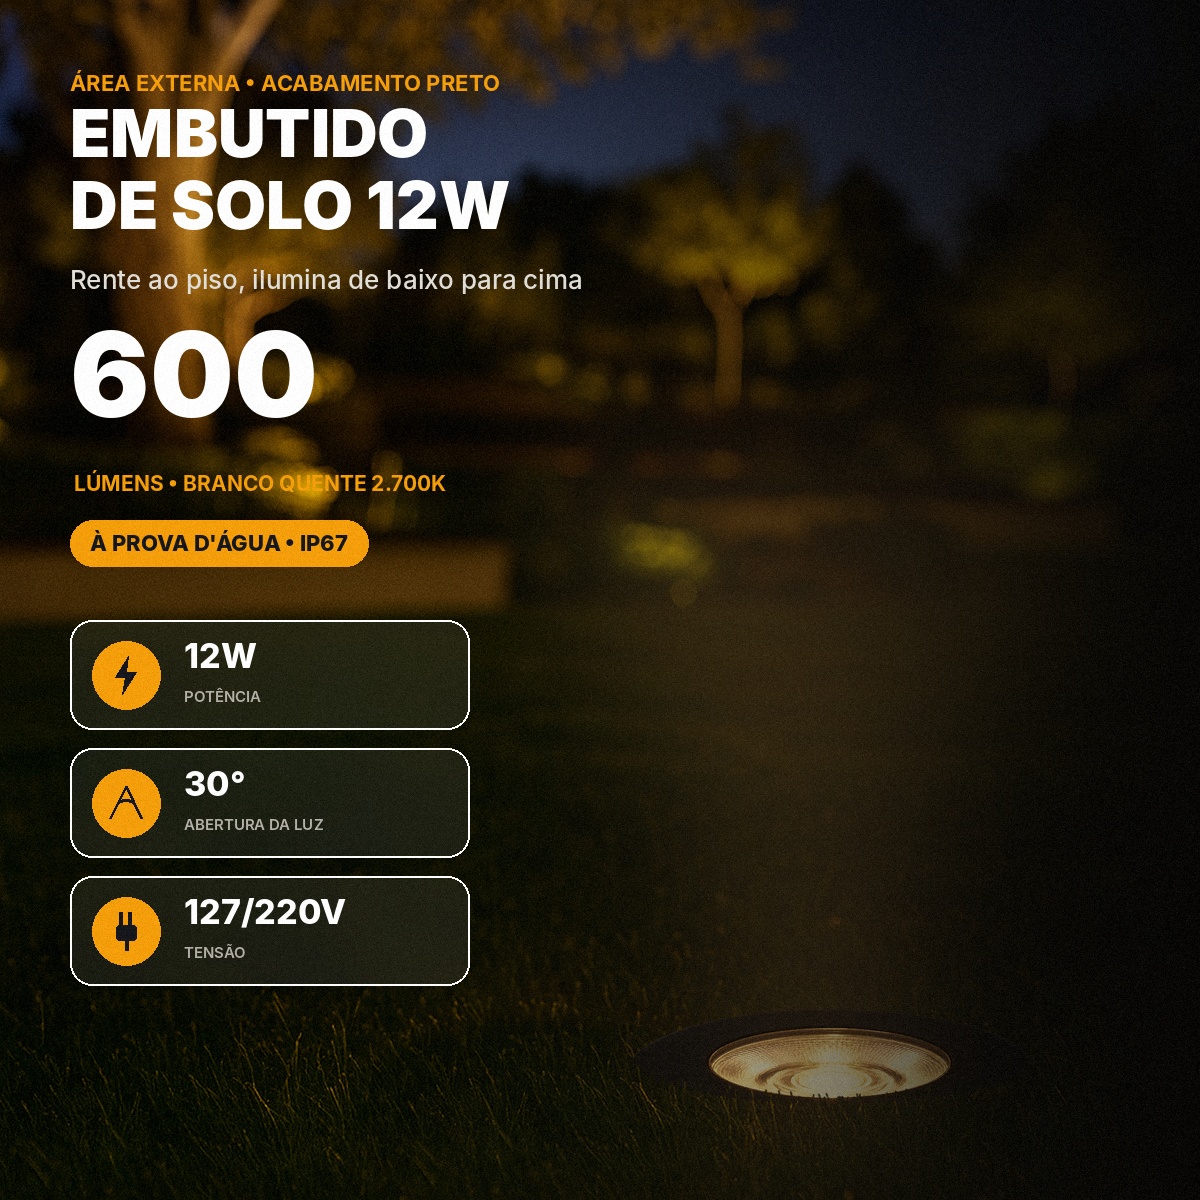 ÁREA EXTERNA • ACABAMENTO PRETO
EMBUTIDO
DE SOLO 12W
Rente ao piso, ilumina de baixo para cima
600
LÚMENS • BRANCO QUENTE 2.700K
À PROVA D'ÁGUA • IP67
12W
POTÊNCIA
30°
ABERTURA DA LUZ
127/220V
TENSÃO